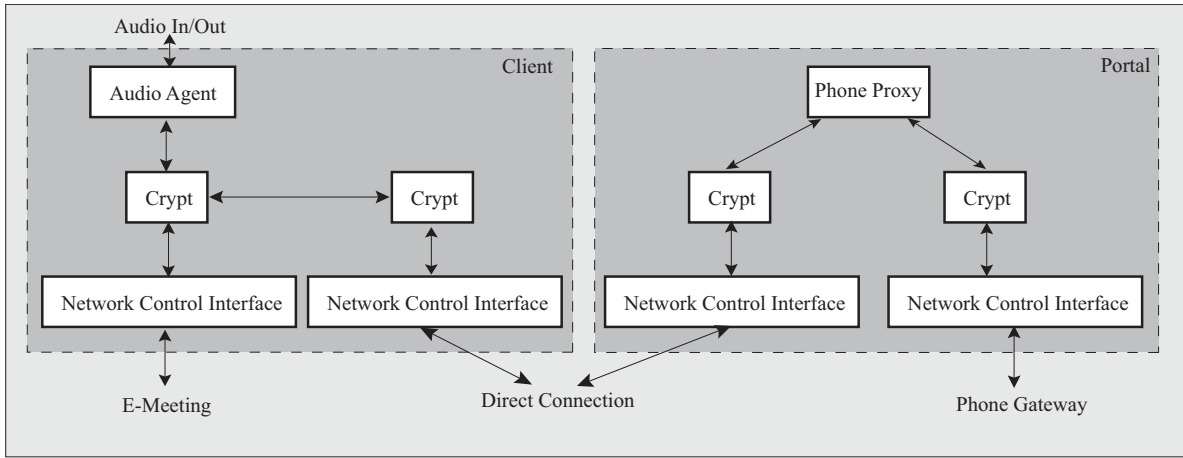 Audio In/Out
Client
Portal
Audio Agent
Phone Proxy
Crypt
Crypt
Crypt
Crypt
Network Control Interface
Network Control Interface
Network Control Interface
Network Control Interface
E-Meeting
Direct Connection
Phone Gateway